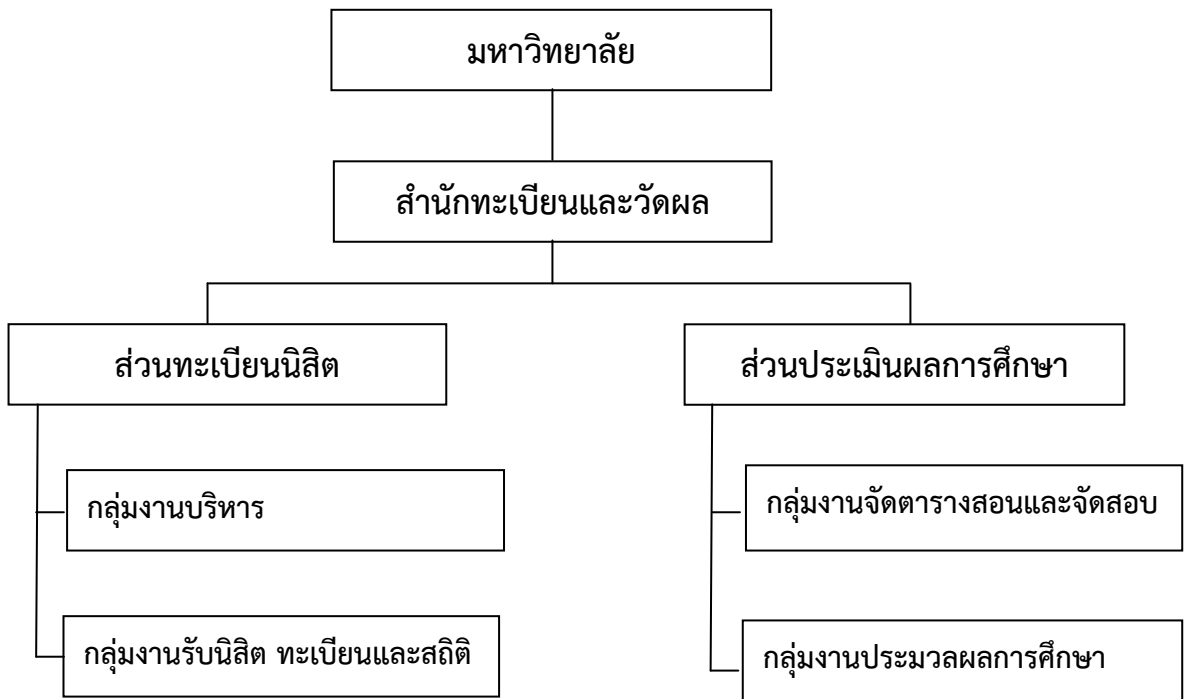 มหาวิทยาลัย
สำนักทะเบียนและวัดผล
ส่วนทะเบียนนิสิต
ส่วนประเมินผลการศึกษา
กลุ่มงานบริหาร
กลุ่มงานจัดตารางสอนและจัดสอบ
กลุ่มงานรับนิสิต ทะเบียนและสถิติ
กลุ่มงานประมวลผลการศึกษา